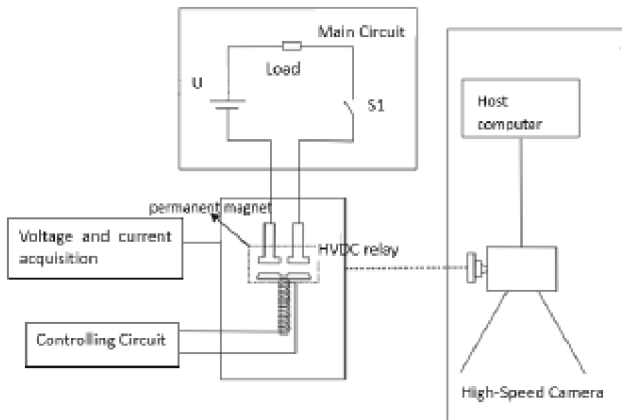 Main Circuit
Load
U
S1
Host
computer
permanent magnet
Voltage and current
acquisition
HVDC relay
Controlling Circuit
High-Speed Camera